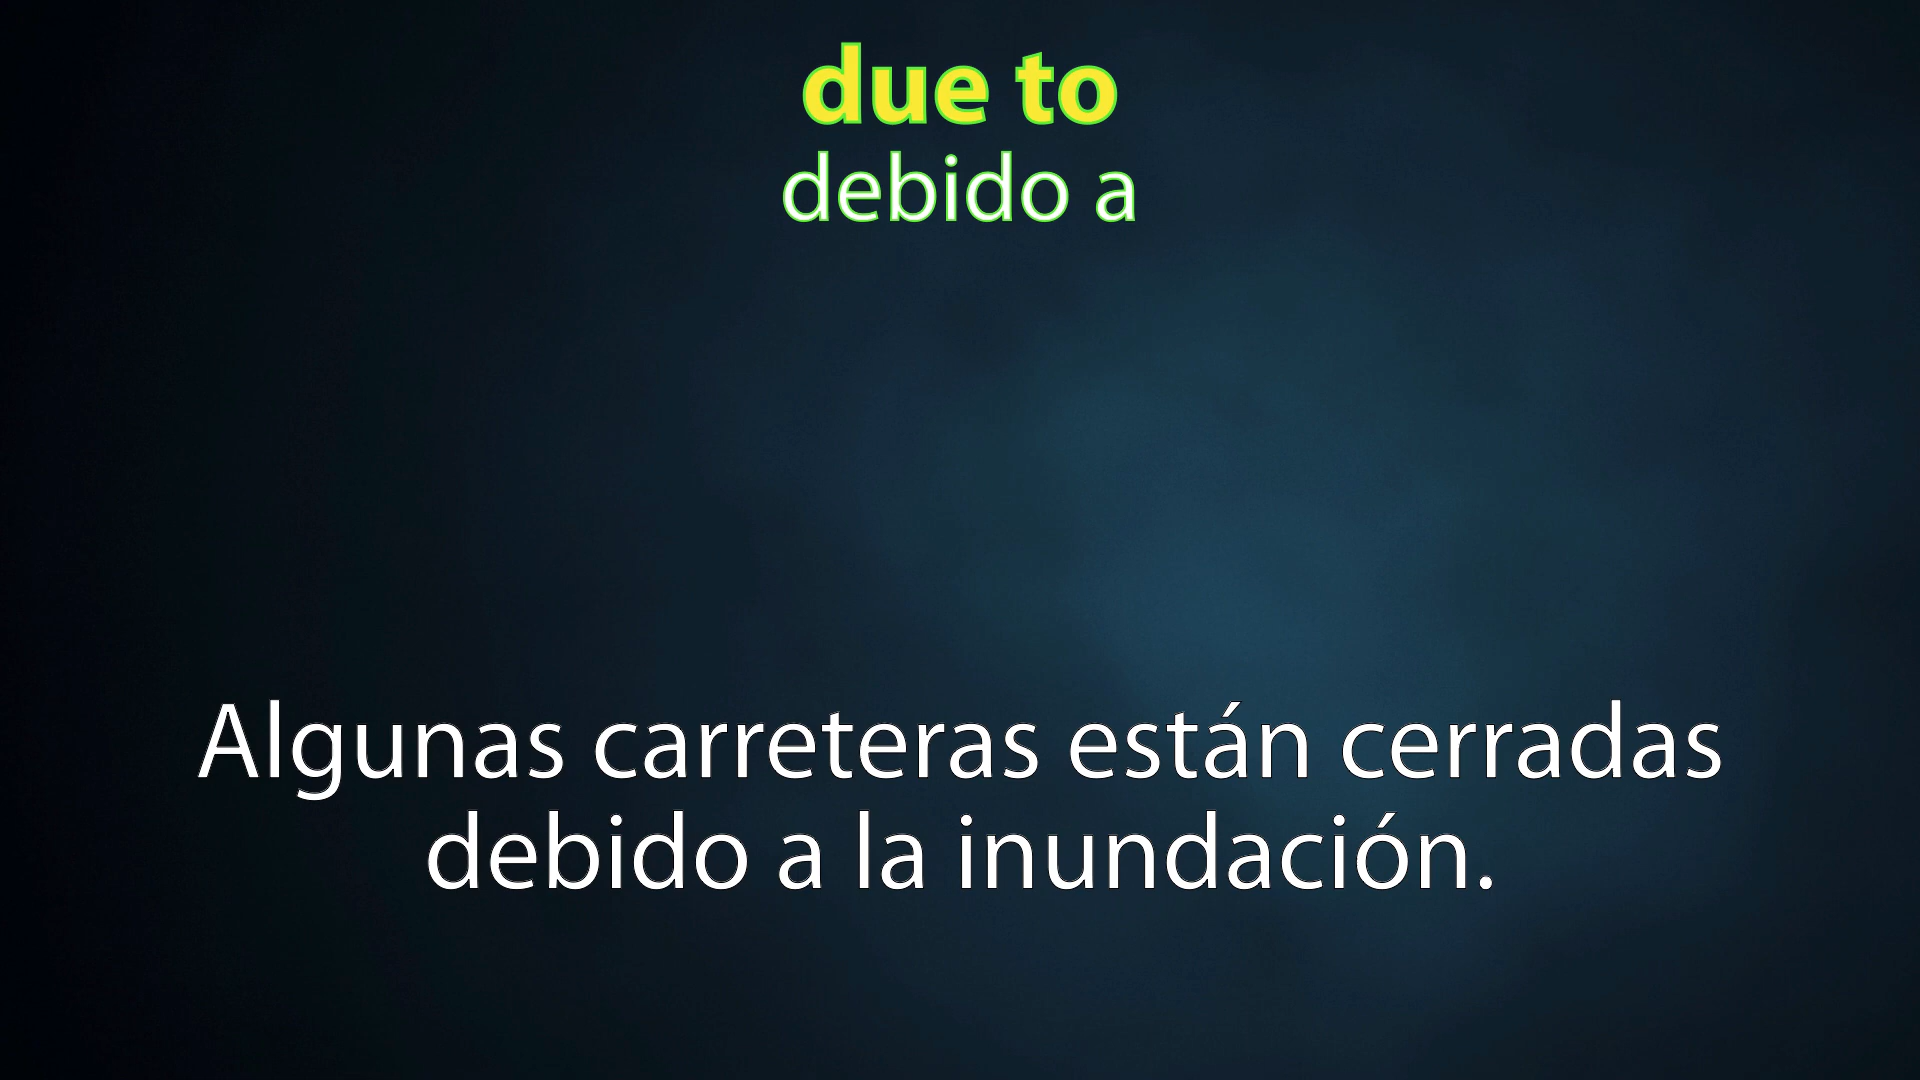 due to
debido a
Algunas carreteras están cerradas
debido a la inundación.